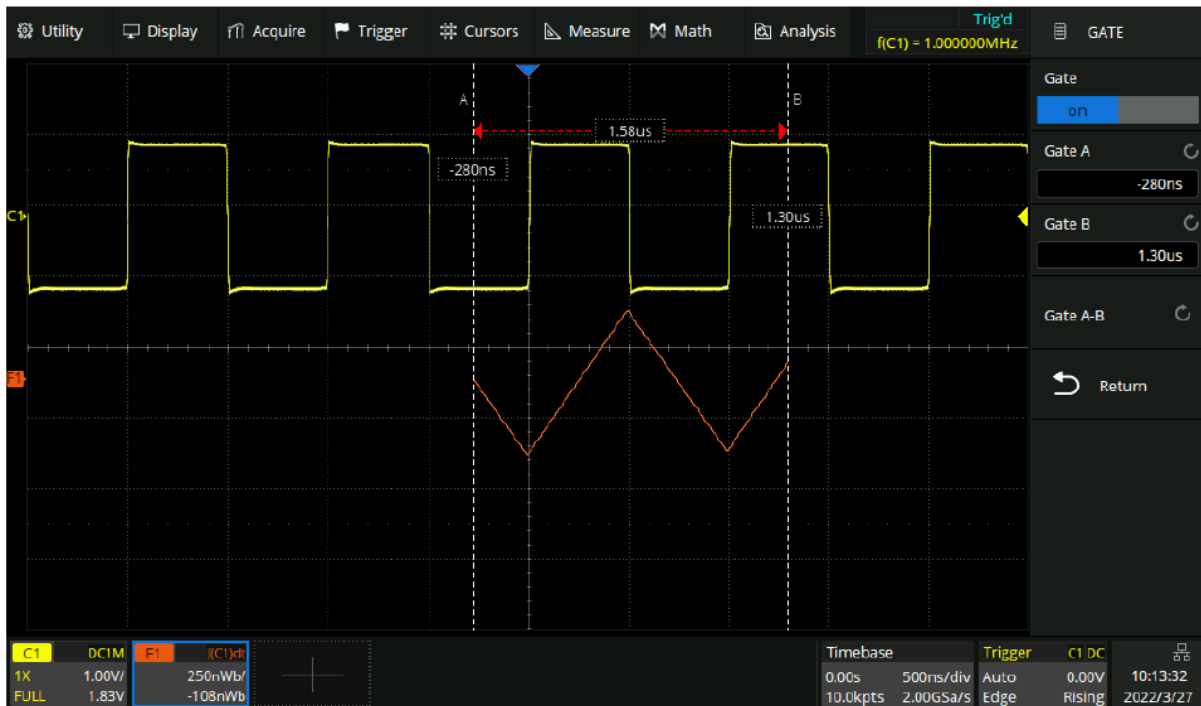 Utility Display Acquire Trigger Cursors Measure Math Analysis
Trig'd
f(C1) = 1.000000MHz
GATE
Gate
on
Gate A
-280ns
Gate B
1.30us
Gate A-B
Return
A
B
1.58us
-280ns
1.30us
C1
F1
C1 DC1M
1X 1.00V/
FULL 1.83V
F1 ∫(C1)dt
250nWb/
-108nWb
Timebase
0.00s 500ns/div
10.0kpts 2.00GSa/s
Trigger C1 DC
Auto 0.00V
Edge Rising
10:13:32
2022/3/27